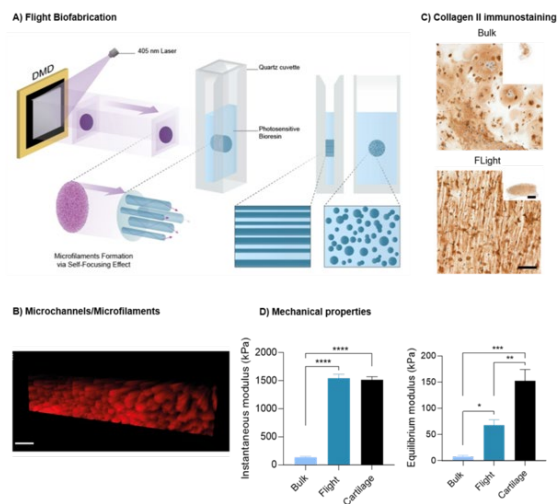 A) Flight Biofabrication
405 nm Laser
DMD
Quartz cuvette
Photosensitive
Bioresin
Microfilaments Formation
via Self-Focusing Effect
C) Collagen II immunostaining
Bulk
FLight
B) Microchannels/Microfilaments
D) Mechanical properties
Instantaneous modulus (kPa)
2000
1500
1000
500
0
****
****
Bulk
Flight
Cartilage
Equilibrium modulus (kPa)
200
150
100
50
0
***
**
*
Bulk
Flight
Cartilage